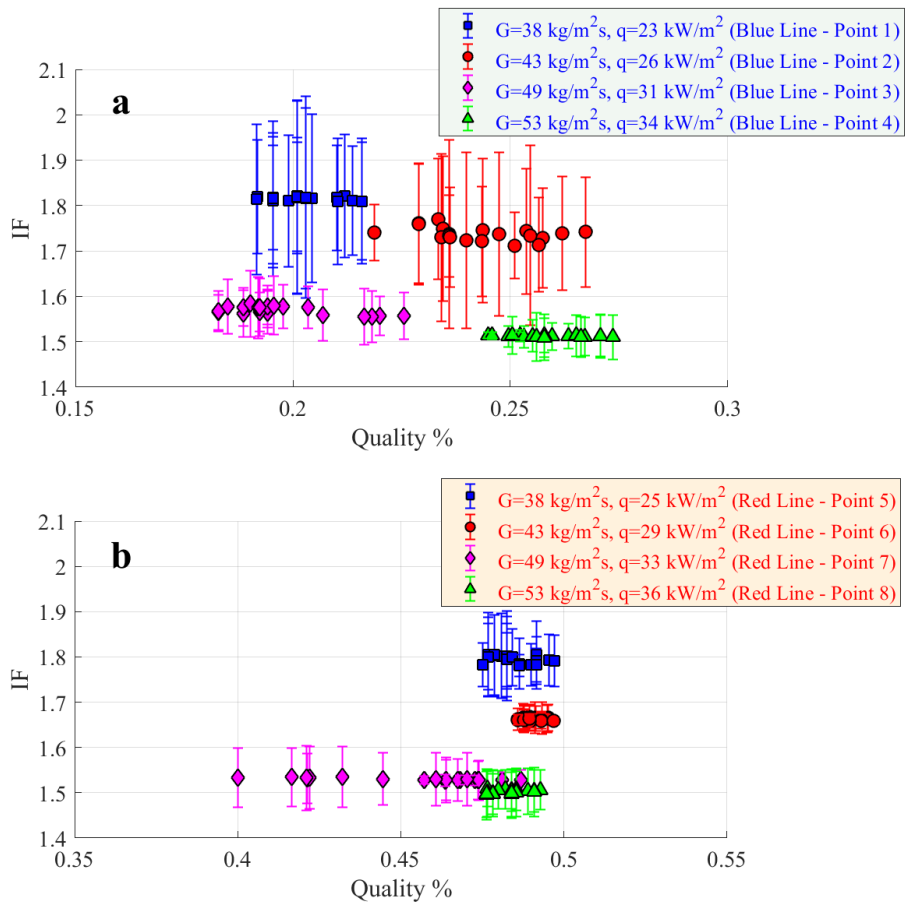 G=38 kg/m²s, q=23 kW/m² (Blue Line - Point 1)
G=43 kg/m²s, q=26 kW/m² (Blue Line - Point 2)
G=49 kg/m²s, q=31 kW/m² (Blue Line - Point 3)
G=53 kg/m²s, q=34 kW/m² (Blue Line - Point 4)
2.1
a
2
1.9
1.8
IF
1.7
1.6
1.5
1.4
0.15 0.2 0.25 0.3
Quality %
G=38 kg/m²s, q=25 kW/m² (Red Line - Point 5)
G=43 kg/m²s, q=29 kW/m² (Red Line - Point 6)
G=49 kg/m²s, q=33 kW/m² (Red Line - Point 7)
G=53 kg/m²s, q=36 kW/m² (Red Line - Point 8)
2.1
b
2
1.9
1.8
IF
1.7
1.6
1.5
1.4
0.35 0.4 0.45 0.5 0.55
Quality %